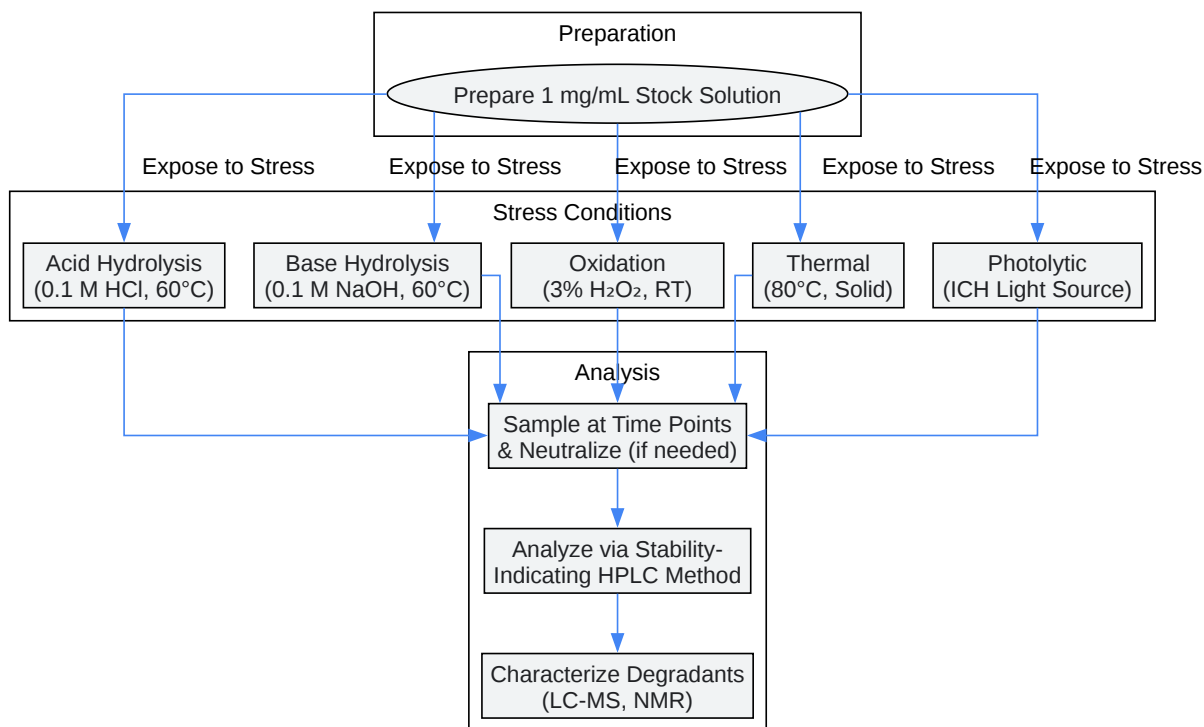 Preparation
Prepare 1 mg/mL Stock Solution
Expose to Stress
Expose to Stress
Expose to Stress
Expose to Stress
Expose to Stress
Stress Conditions
Acid Hydrolysis
(0.1 M HCl, 60°C)
Base Hydrolysis
(0.1 M NaOH, 60°C)
Oxidation
(3% H₂O₂, RT)
Thermal
(80°C, Solid)
Photolytic
(ICH Light Source)
Analysis
Sample at Time Points
& Neutralize (if needed)
Analyze via Stability-
Indicating HPLC Method
Characterize Degradants
(LC-MS, NMR)